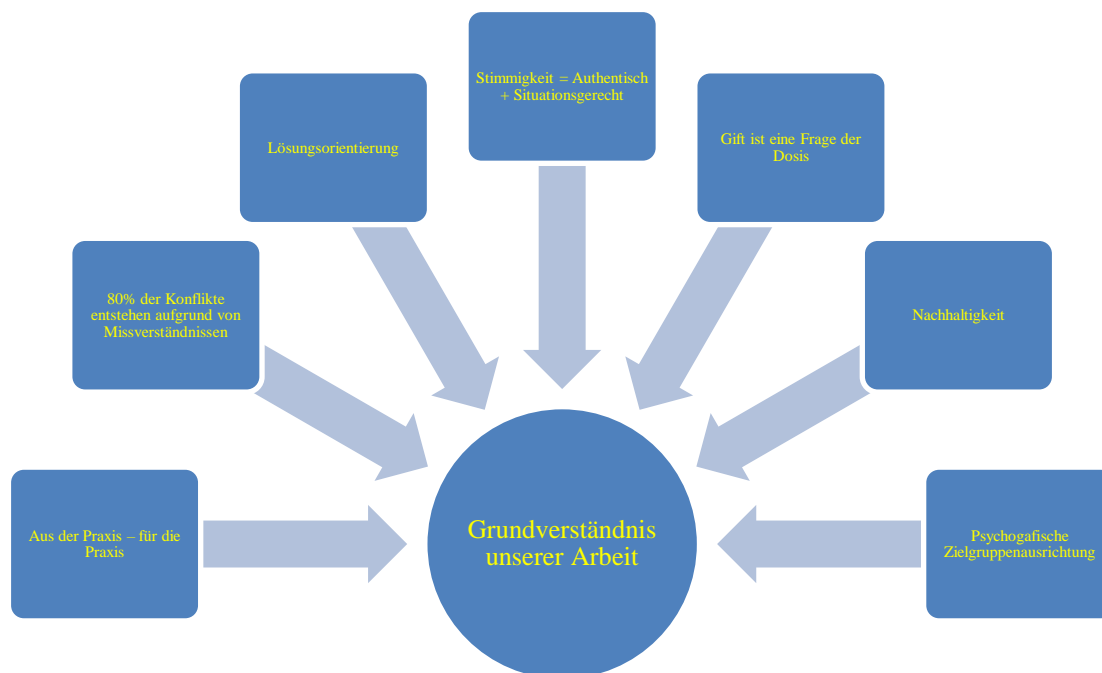 Stimmigkeit = Authentisch
+ Situationsgerecht
Lösungsorientierung
Gift ist eine Frage der
Dosis
80% der Konflikte
entstehen aufgrund von
Missverständnissen
Nachhaltigkeit
Aus der Praxis – für die
Praxis
Grundverständnis
unserer Arbeit
Psychogafische
Zielgruppenausrichtung